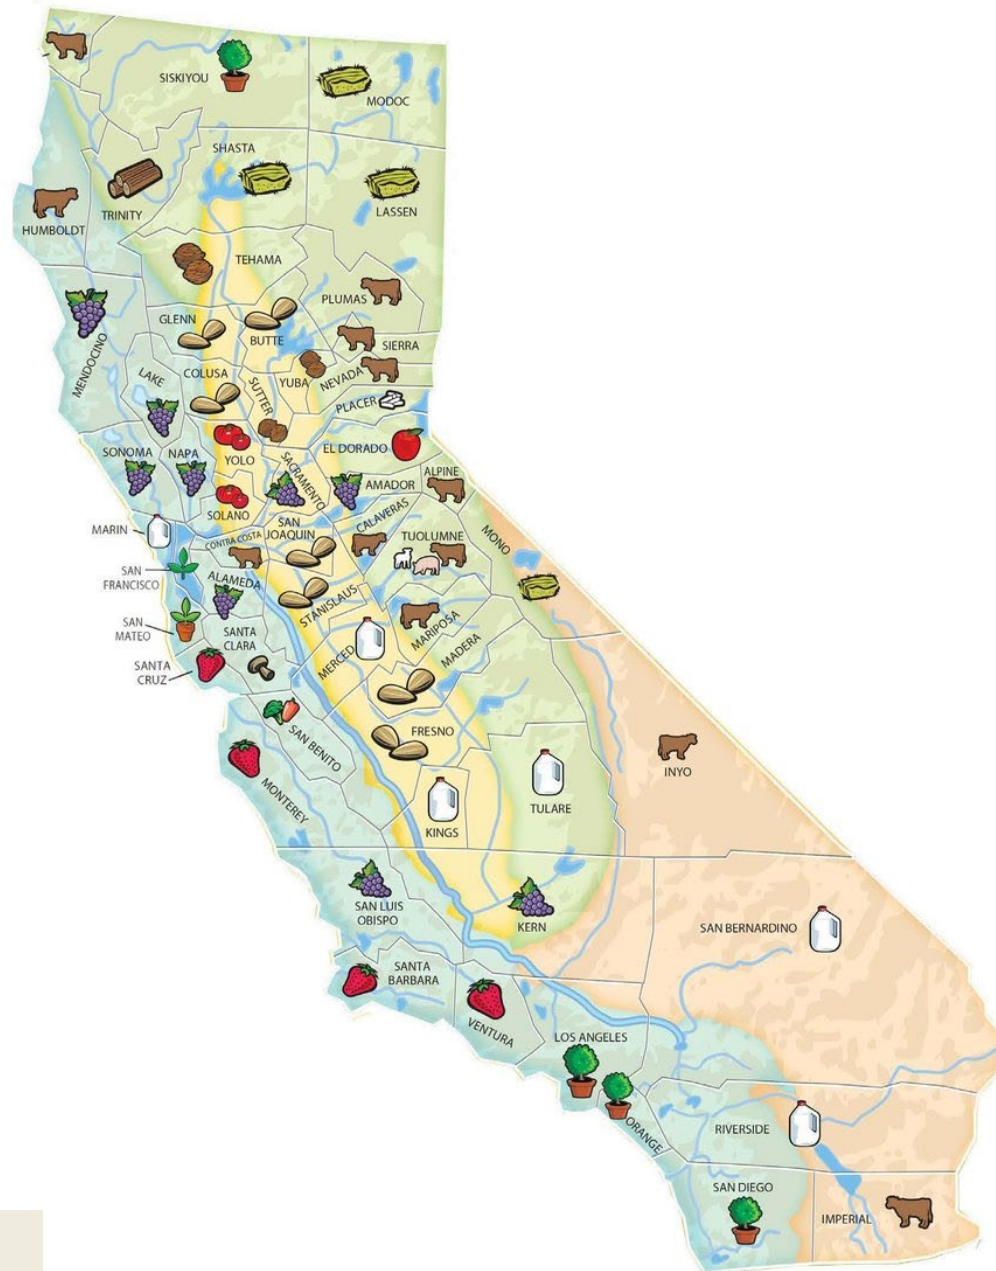 SISKIYOU
MODOC
SHASTA
TRINITY
LASSEN
HUMBOLDT
TEHAMA
PLUMAS
GLENN
BUTTE
SIERRA
MENDOCINO
LAKE
COLUSA
SUTTER
YUBA
NEVADA
PLACER
SONOMA
NAPA
YOLO
SACRAMENTO
EL DORADO
ALPINE
AMADOR
SOLANO
MARIN
CONTRA COSTA
SAN
JOAQUIN
CALAVERAS
TUOLUMNE
MONO
SAN
FRANCISCO
ALAMEDA
STANISLAUS
SAN
MATEO
SANTA
CLARA
MERCED
MARIPOSA
MADERA
SANTA
CRUZ
SAN BENITO
FRESNO
MONTEREY
KINGS
TULARE
INYO
SAN LUIS
OBISPO
KERN
SAN BERNARDINO
SANTA
BARBARA
VENTURA
LOS ANGELES
ORANGE
RIVERSIDE
SAN DIEGO
IMPERIAL